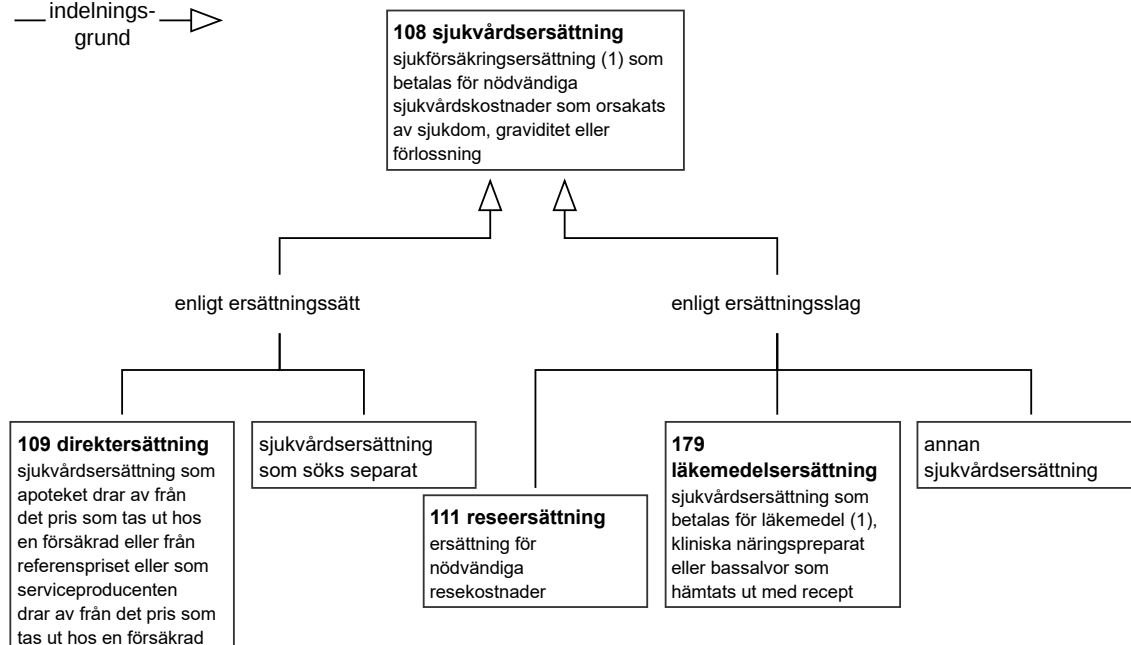 indelnings-
grund
108 sjukvårdsersättning
sjukförsäkringsersättning (1) som
betalas för nödvändiga
sjukvårdskostnader som orsakats
av sjukdom, graviditet eller
förlossning
enligt ersättningssätt
enligt ersättningsslag
109 direktersättning
sjukvårdsersättning som
apoteket drar av från
det pris som tas ut hos
en försäkrad eller från
referenspriset eller som
serviceproducenten
drar av från det pris som
tas ut hos en försäkrad
sjukvårdsersättning
som söks separat
111 reseersättning
ersättning för
nödvändiga
resekostnader
179
läkemedelsersättning
sjukvårdsersättning som
betalas för läkemedel (1),
kliniska näringspreparat
eller bassalvor som
hämtats ut med recept
annan
sjukvårdsersättning